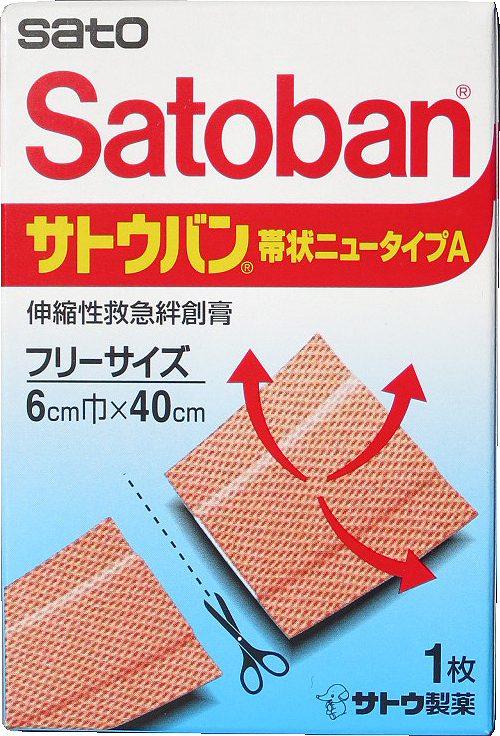 sato
Satoban®
サトウバン® 帯状ニュータイプA
伸縮性救急絆創膏
フリーサイズ
6cm巾×40cm
1枚
サトウ製薬